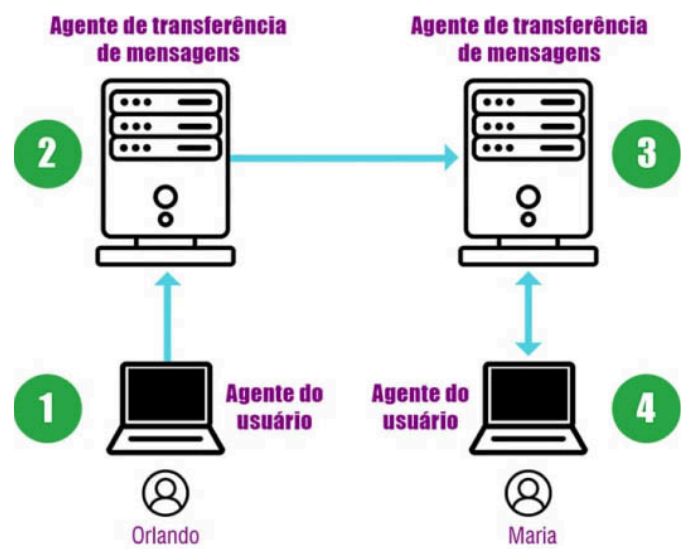 Agente de transferência
de mensagens
Agente de transferência
de mensagens
2
3
1
Agente do
usuário
Agente do
usuário
4
Orlando
Maria